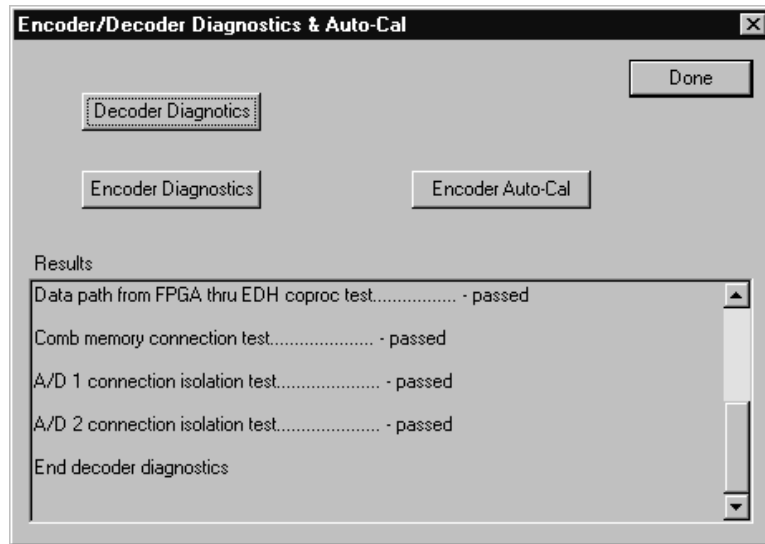 Encoder/Decoder Diagnostics & Auto-Cal
Done
Decoder Diagnotics
Encoder Diagnostics
Encoder Auto-Cal
Results
Data path from FPGA thru EDH coproc test................ - passed
Comb memory connection test.................... - passed
A/D 1 connection isolation test.................... - passed
A/D 2 connection isolation test.................... - passed
End decoder diagnostics